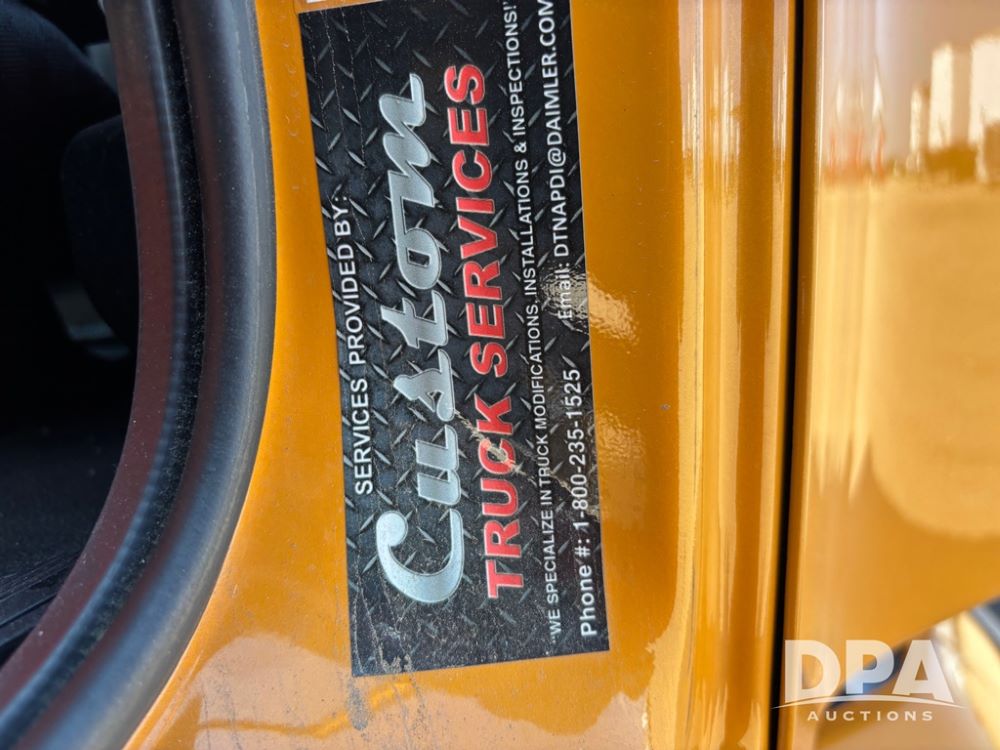 SERVICES PROVIDED BY:
Custom
TRUCK SERVICES
"WE SPECIALIZE IN TRUCK MODIFICATIONS, INSTALLATIONS & INSPECTIONS!"
Phone #: 1-800-235-1525 Email: DTNAPDI@DAIMLER.COM
DPA
AUCTIONS